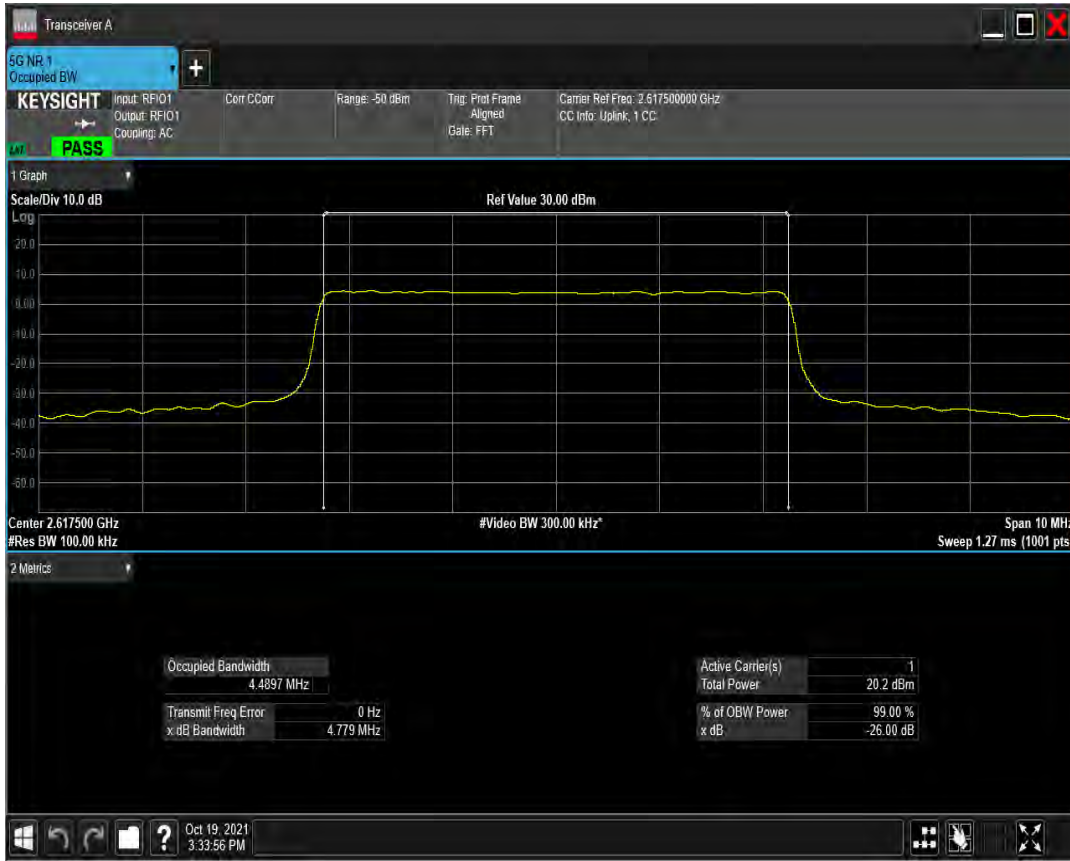 Transceiver A
5G NR 1
Occupied BW
+
KEYSIGHT
PASS
Input: RFIO1
Output: RFIO1
Coupling: AC
Corr CCorr
Range: -50 dBm
Trig: Prot Frame
Aligned
Gate: FFT
Carrier Ref Freq: 2.617500000 GHz
CC Info: Uplink, 1 CC
1 Graph
Scale/Div 10.0 dB
Ref Value 30.00 dBm
Log
20.0
10.0
0.00
-10.0
-20.0
-30.0
-40.0
-50.0
-60.0
Center 2.617500 GHz
#Video BW 300.00 kHz*
Span 10 MHz
#Res BW 100.00 kHz
Sweep 1.27 ms (1001 pts
2 Metrics
Occupied Bandwidth
4.4897 MHz
Transmit Freq Error 0 Hz
x dB Bandwidth 4.779 MHz
Active Carrier(s) 1
Total Power 20.2 dBm
% of OBW Power 99.00 %
x dB -26.00 dB
?
Oct 19, 2021
3:33:56 PM